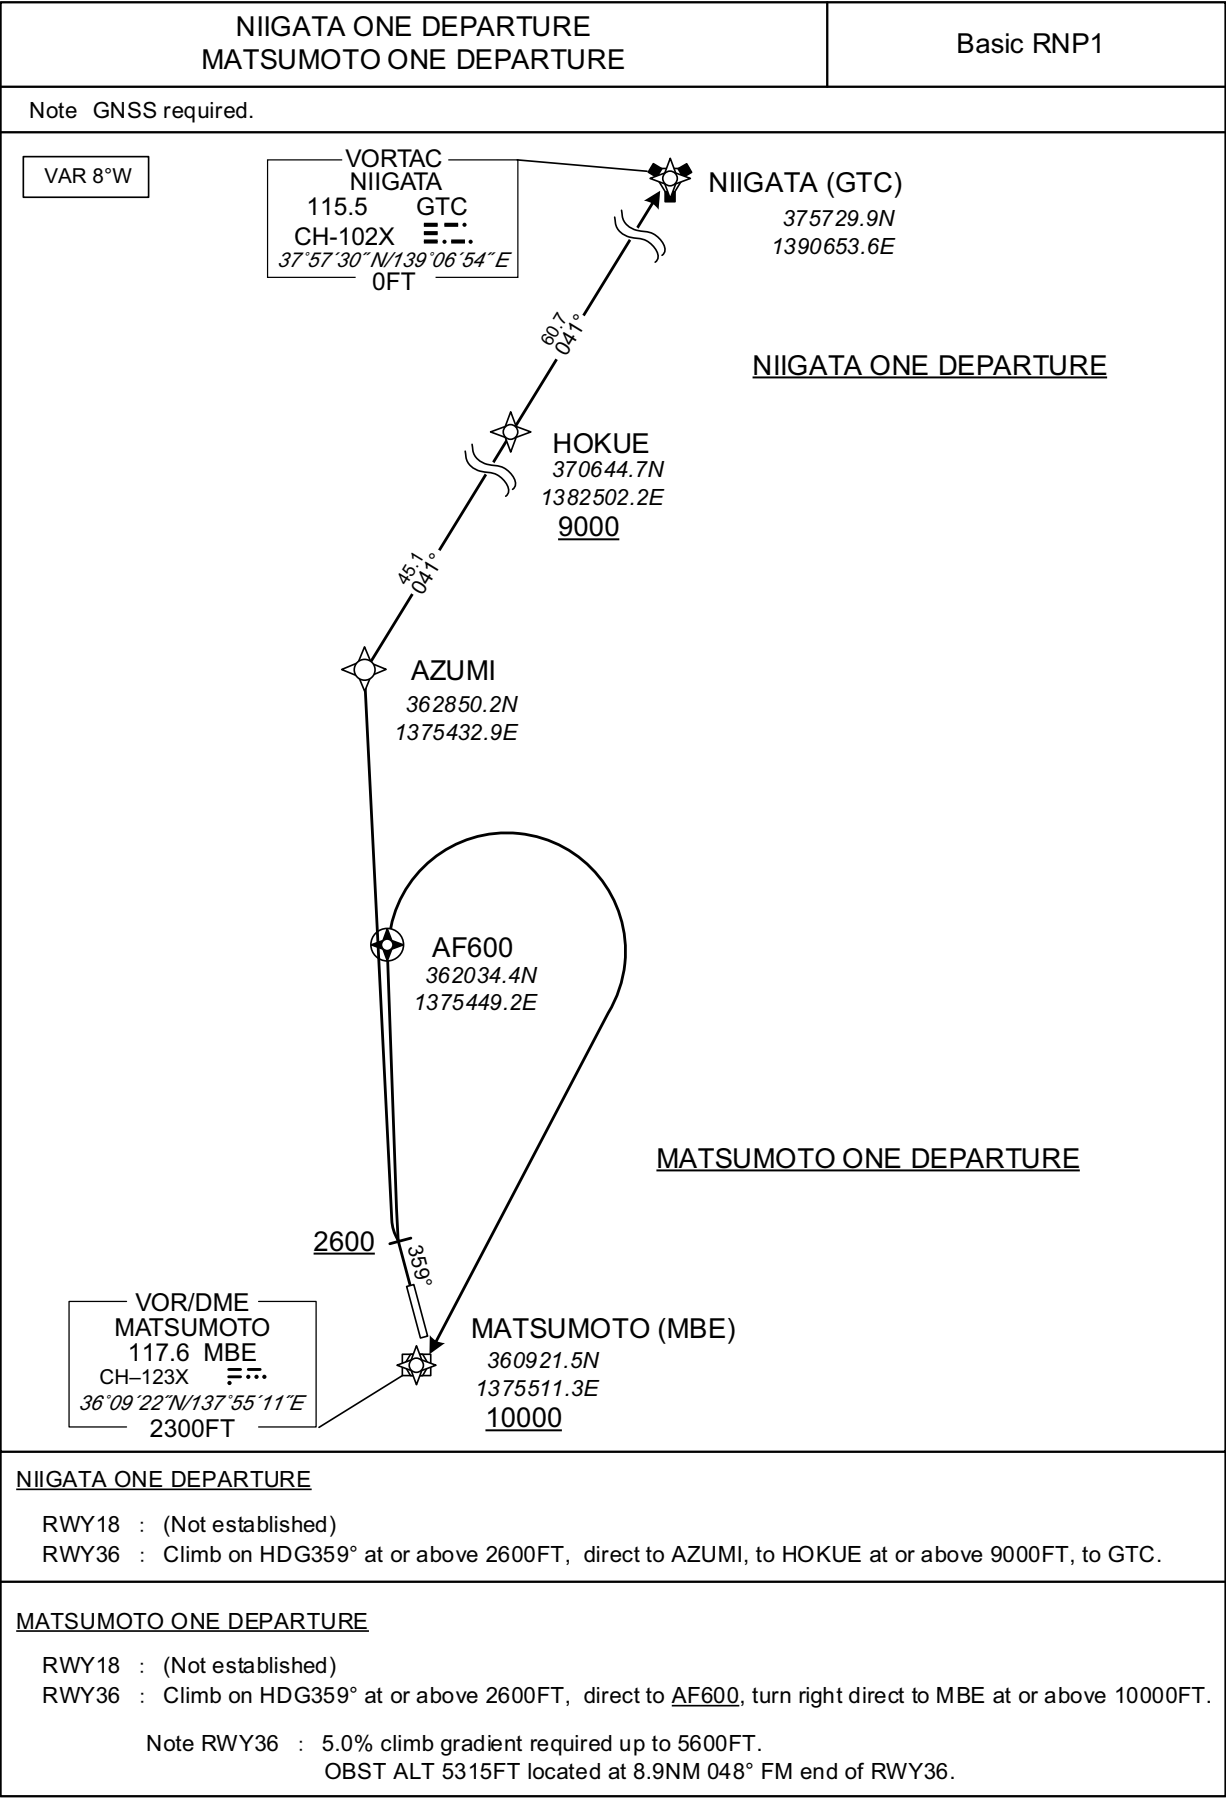 NIIGATA ONE DEPARTURE
MATSUMOTO ONE DEPARTURE
Basic RNP1
Note GNSS required.
VAR 8°W
VORTAC
NIIGATA
115.5 GTC
CH-102X
37°57´30˝N/139°06´54˝E
0FT
NIIGATA (GTC)
375729.9N
1390653.6E
60.7
041°
NIIGATA ONE DEPARTURE
HOKUE
370644.7N
1382502.2E
9000
45.1
041°
AZUMI
362850.2N
1375432.9E
AF600
362034.4N
1375449.2E
MATSUMOTO ONE DEPARTURE
2600
359°
VOR/DME
MATSUMOTO
117.6 MBE
CH–123X
36°09´22˝N/137°55´11˝E
2300FT
MATSUMOTO (MBE)
360921.5N
1375511.3E
10000
NIIGATA ONE DEPARTURE
RWY18 : (Not established)
RWY36 : Climb on HDG359° at or above 2600FT, direct to AZUMI, to HOKUE at or above 9000FT, to GTC.
MATSUMOTO ONE DEPARTURE
RWY18 : (Not established)
RWY36 : Climb on HDG359° at or above 2600FT, direct to AF600, turn right direct to MBE at or above 10000FT.
Note RWY36 : 5.0% climb gradient required up to 5600FT.
OBST ALT 5315FT located at 8.9NM 048° FM end of RWY36.